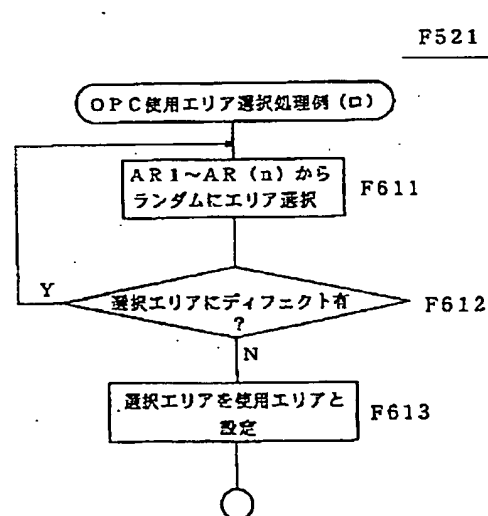 F521
OPC使用エリア選択処理例(ロ)
AR1～AR(n)から
ランダムにエリア選択
F611
Y
選択エリアにディフェクト有
?
F612
N
選択エリアを使用エリアと
設定
F613